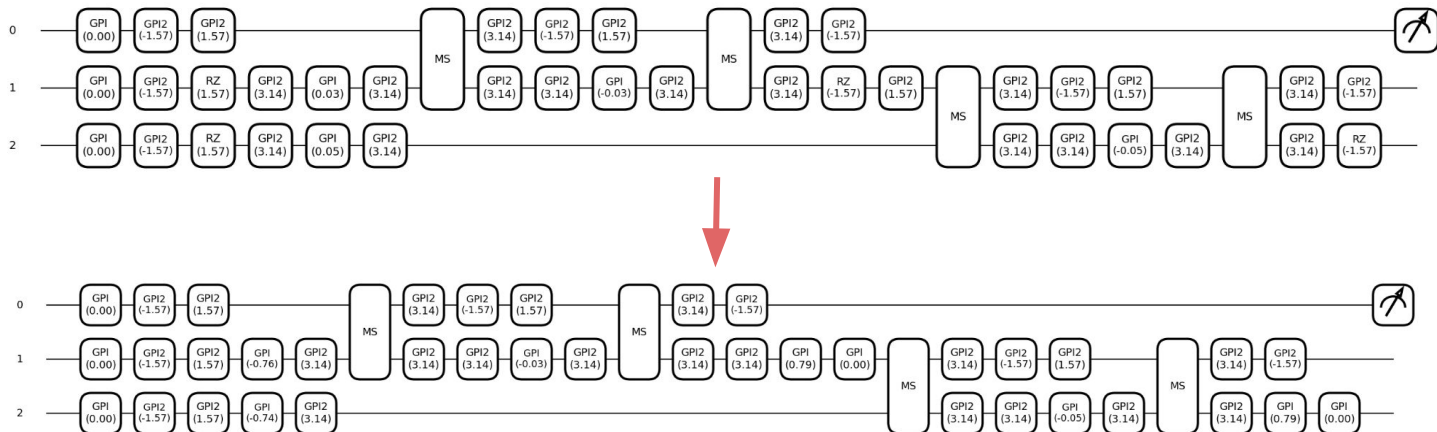 0 GPI (0.00) GPI2 (-1.57) GPI2 (1.57) MS GPI2 (3.14) GPI2 (-1.57) GPI2 (1.57) MS GPI2 (3.14) GPI2 (-1.57)
1 GPI (0.00) GPI2 (-1.57) RZ (1.57) GPI2 (3.14) GPI (0.03) GPI2 (3.14) GPI2 (3.14) GPI2 (3.14) GPI (-0.03) GPI2 (3.14) GPI2 (3.14) RZ (-1.57) GPI2 (1.57) MS GPI2 (3.14) GPI2 (-1.57) GPI2 (1.57) MS GPI2 (3.14) GPI2 (-1.57)
2 GPI (0.00) GPI2 (-1.57) RZ (1.57) GPI2 (3.14) GPI (0.05) GPI2 (3.14) GPI2 (3.14) GPI2 (3.14) GPI (-0.05) GPI2 (3.14) GPI2 (3.14) RZ (-1.57)
0 GPI (0.00) GPI2 (-1.57) GPI2 (1.57) MS GPI2 (3.14) GPI2 (-1.57) GPI2 (1.57) MS GPI2 (3.14) GPI2 (-1.57)
1 GPI (0.00) GPI2 (-1.57) GPI2 (1.57) GPI (-0.76) GPI2 (3.14) GPI2 (3.14) GPI2 (3.14) GPI (-0.03) GPI2 (3.14) GPI2 (3.14) GPI2 (3.14) GPI (0.79) GPI (0.00) MS GPI2 (3.14) GPI2 (-1.57) GPI2 (1.57) MS GPI2 (3.14) GPI2 (-1.57)
2 GPI (0.00) GPI2 (-1.57) GPI2 (1.57) GPI (-0.74) GPI2 (3.14) GPI2 (3.14) GPI2 (3.14) GPI (-0.05) GPI2 (3.14) GPI2 (3.14) GPI (0.79) GPI (0.00)